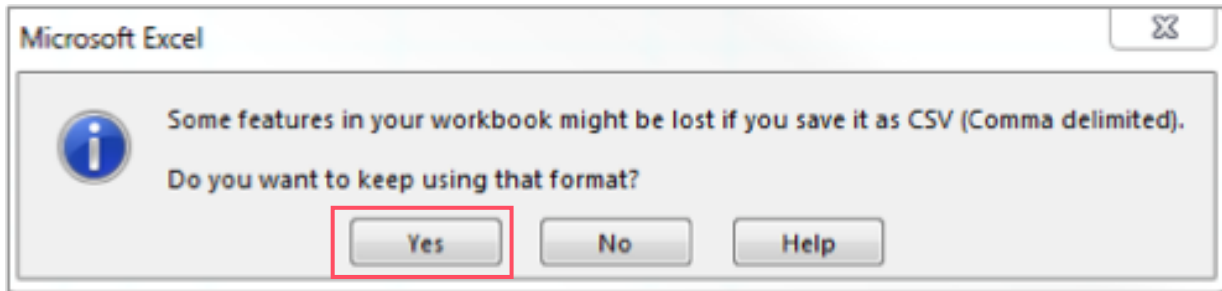 Microsoft Excel
Some features in your workbook might be lost if you save it as CSV (Comma delimited).
Do you want to keep using that format?
Yes No Help